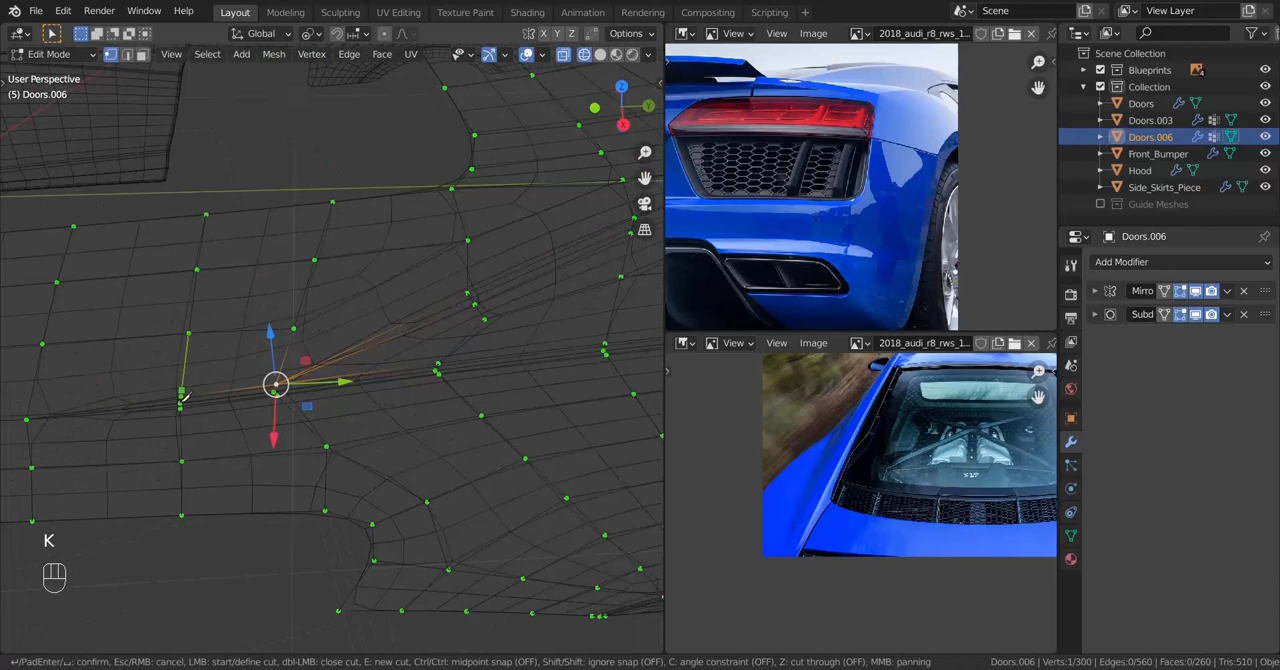 File Edit Render Window Help Layout Modeling Sculpting UV Editing Texture Paint Shading Animation Rendering Compositing Scripting + Scene View Layer
Global X Y Z Options View View Image 2018_audi_r8_rws_1...
Edit Mode View Select Add Mesh Vertex Edge Face UV
User Perspective
(5) Doors.006
Z
Y
X
Scene Collection
Blueprints 4
Collection
Doors
Doors.003
Doors.006
Front_Bumper
Hood
Side_Skirts_Piece
Guide Meshes
Doors.006
Add Modifier
Mirro
Subd
View View Image 2018_audi_r8_rws_1...
V10
K
↵/PadEnter/␣: confirm, Esc/RMB: cancel, LMB: start/define cut, dbl-LMB: close cut, E: new cut, Ctrl/Ctrl: midpoint snap (OFF), Shift/Shift: ignore snap (OFF), C: angle constraint (OFF), Z: cut through (OFF), MMB: panning Doors.006 Verts:1/300 Edges:0/560 Faces:0/260 Tris:510 Obje